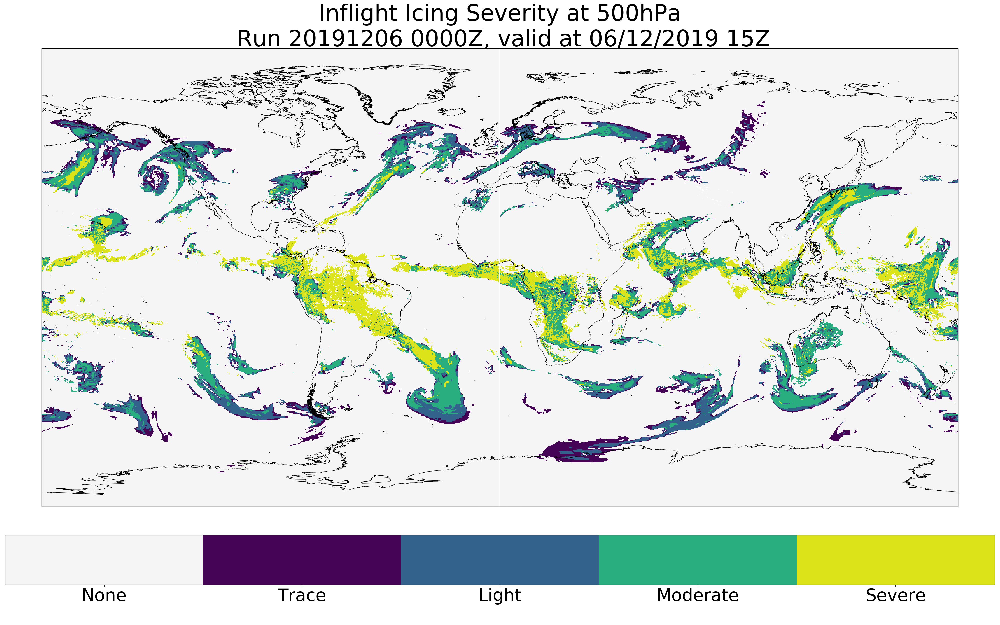 Inflight Icing Severity at 500hPa
Run 20191206 0000Z, valid at 06/12/2019 15Z
None
Trace
Light
Moderate
Severe